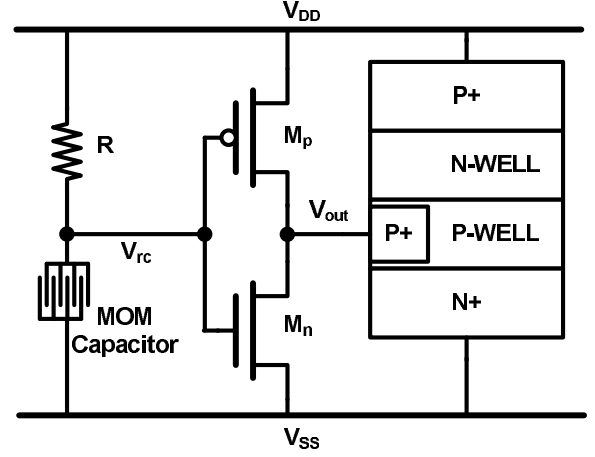 VDD
P+
R
Mp
N-WELL
Vout
P+
P-WELL
Vrc
MOM
Capacitor
Mn
N+
VSS